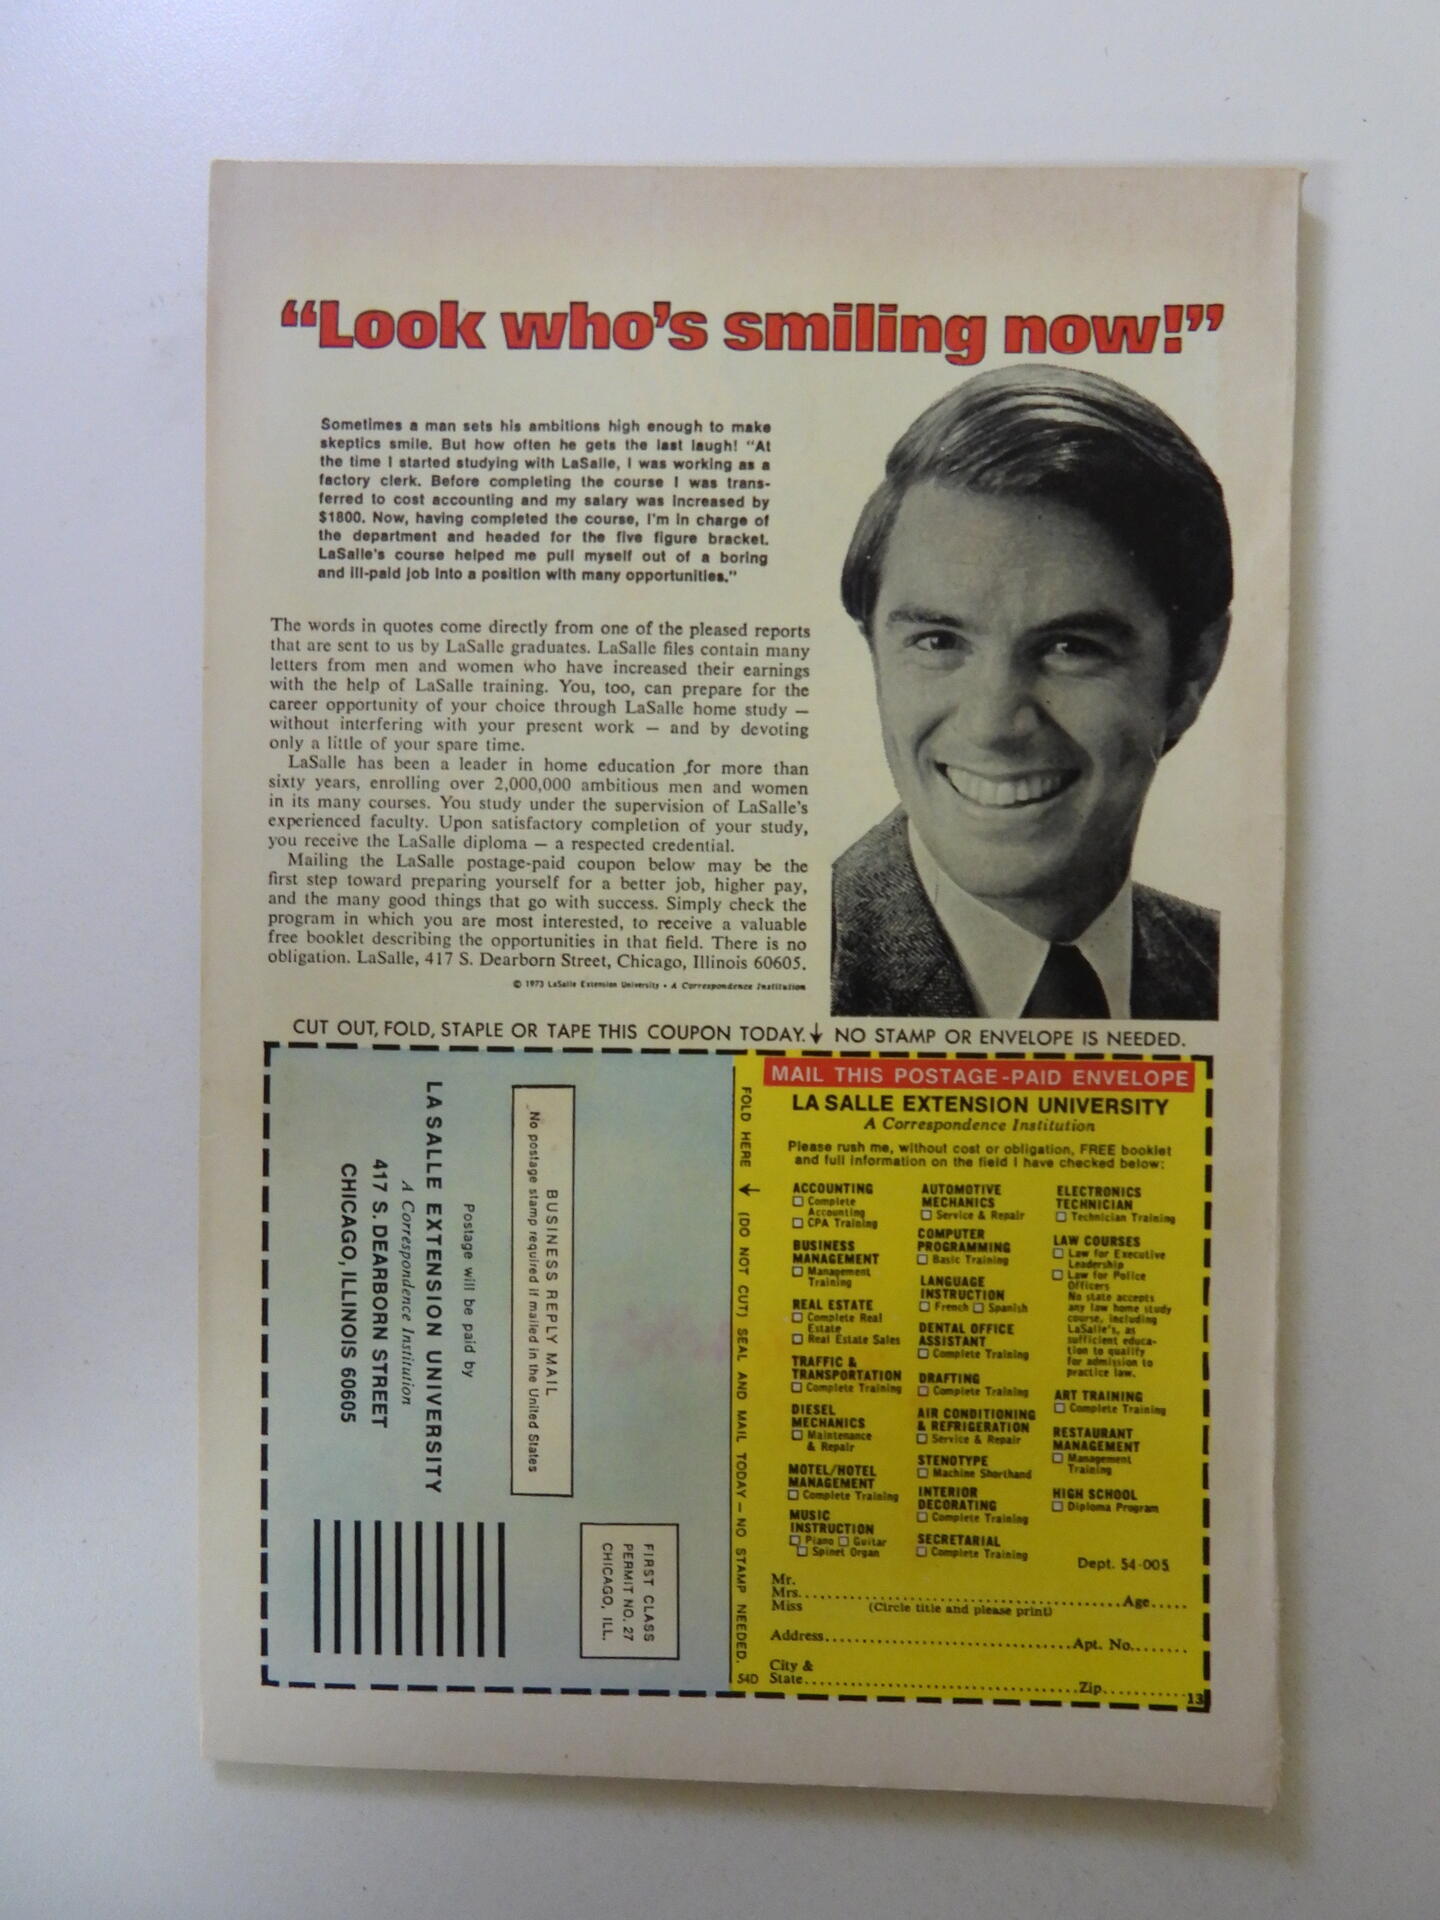 “Look who’s smiling now!”
Sometimes a man sets his ambitions high enough to make
skeptics smile. But how often he gets the last laugh! “At
the time I started studying with LaSalle, I was working as a
factory clerk. Before completing the course I was trans-
ferred to cost accounting and my salary was increased by
$1800. Now, having completed the course, I’m in charge of
the department and headed for the five figure bracket.
LaSalle’s course helped me pull myself out of a boring
and ill-paid job into a position with many opportunities.”
The words in quotes come directly from one of the pleased reports
that are sent to us by LaSalle graduates. LaSalle files contain many
letters from men and women who have increased their earnings
with the help of LaSalle training. You, too, can prepare for the
career opportunity of your choice through LaSalle home study —
without interfering with your present work — and by devoting
only a little of your spare time.
LaSalle has been a leader in home education for more than
sixty years, enrolling over 2,000,000 ambitious men and women
in its many courses. You study under the supervision of LaSalle’s
experienced faculty. Upon satisfactory completion of your study,
you receive the LaSalle diploma — a respected credential.
Mailing the LaSalle postage-paid coupon below may be the
first step toward preparing yourself for a better job, higher pay,
and the many good things that go with success. Simply check the
program in which you are most interested, to receive a valuable
free booklet describing the opportunities in that field. There is no
obligation. LaSalle, 417 S. Dearborn Street, Chicago, Illinois 60605.
© 1973 LaSalle Extension University • A Correspondence Institution
CUT OUT, FOLD, STAPLE OR TAPE THIS COUPON TODAY. ↓ NO STAMP OR ENVELOPE IS NEEDED.
FIRST CLASS
PERMIT NO. 27
CHICAGO, ILL.
BUSINESS REPLY MAIL
No postage stamp required if mailed in the United States
Postage will be paid by
LA SALLE EXTENSION UNIVERSITY
A Correspondence Institution
417 S. DEARBORN STREET
CHICAGO, ILLINOIS 60605
FOLD HERE ↓ (DO NOT CUT) SEAL AND MAIL TODAY — NO STAMP NEEDED.
54D
MAIL THIS POSTAGE-PAID ENVELOPE
LA SALLE EXTENSION UNIVERSITY
A Correspondence Institution
Please rush me, without cost or obligation, FREE booklet
and full information on the field I have checked below:
ACCOUNTING
☐ Complete
Accounting
☐ CPA Training
BUSINESS
MANAGEMENT
☐ Management
Training
REAL ESTATE
☐ Complete Real
Estate
☐ Real Estate Sales
TRAFFIC &
TRANSPORTATION
☐ Complete Training
DIESEL
MECHANICS
☐ Maintenance
& Repair
MOTEL/HOTEL
MANAGEMENT
☐ Complete Training
MUSIC
INSTRUCTION
☐ Piano ☐ Guitar
☐ Spinet Organ
AUTOMOTIVE
MECHANICS
☐ Service & Repair
COMPUTER
PROGRAMMING
☐ Basic Training
LANGUAGE
INSTRUCTION
☐ French ☐ Spanish
DENTAL OFFICE
ASSISTANT
☐ Complete Training
DRAFTING
☐ Complete Training
AIR CONDITIONING
& REFRIGERATION
☐ Service & Repair
STENOTYPE
☐ Machine Shorthand
INTERIOR
DECORATING
☐ Complete Training
SECRETARIAL
☐ Complete Training
ELECTRONICS
TECHNICIAN
☐ Technician Training
LAW COURSES
☐ Law for Executive
Leadership
☐ Law for Police
Officers
No state accepts
any law home study
course, including
LaSalle’s, as
sufficient educa-
tion to qualify
for admission to
practice law.
ART TRAINING
☐ Complete Training
RESTAURANT
MANAGEMENT
☐ Management
Training
HIGH SCHOOL
☐ Diploma Program
Dept. 54-005
Mr.
Mrs. Age
Miss (Circle title and please print)
Address Apt. No.
City &
State Zip
13